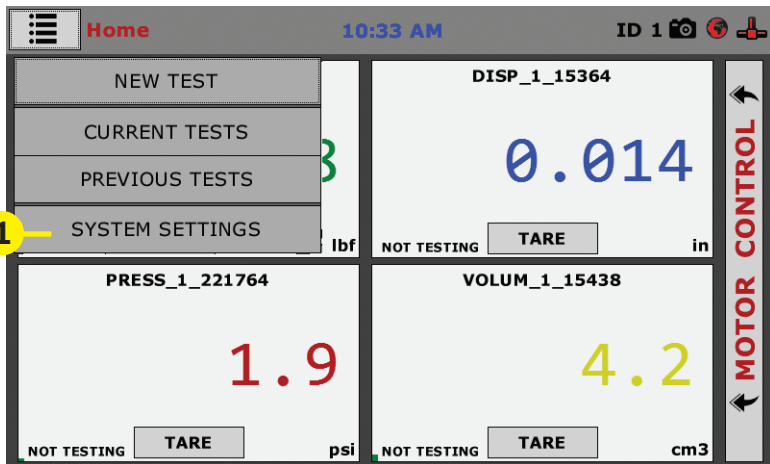 Home 10:33 AM ID 1
NEW TEST
CURRENT TESTS
PREVIOUS TESTS
SYSTEM SETTINGS
1
lbf
DISP_1_15364
0.014
NOT TESTING TARE in
PRESS_1_221764
1.9
NOT TESTING TARE psi
VOLUM_1_15438
4.2
NOT TESTING TARE cm3
MOTOR CONTROL